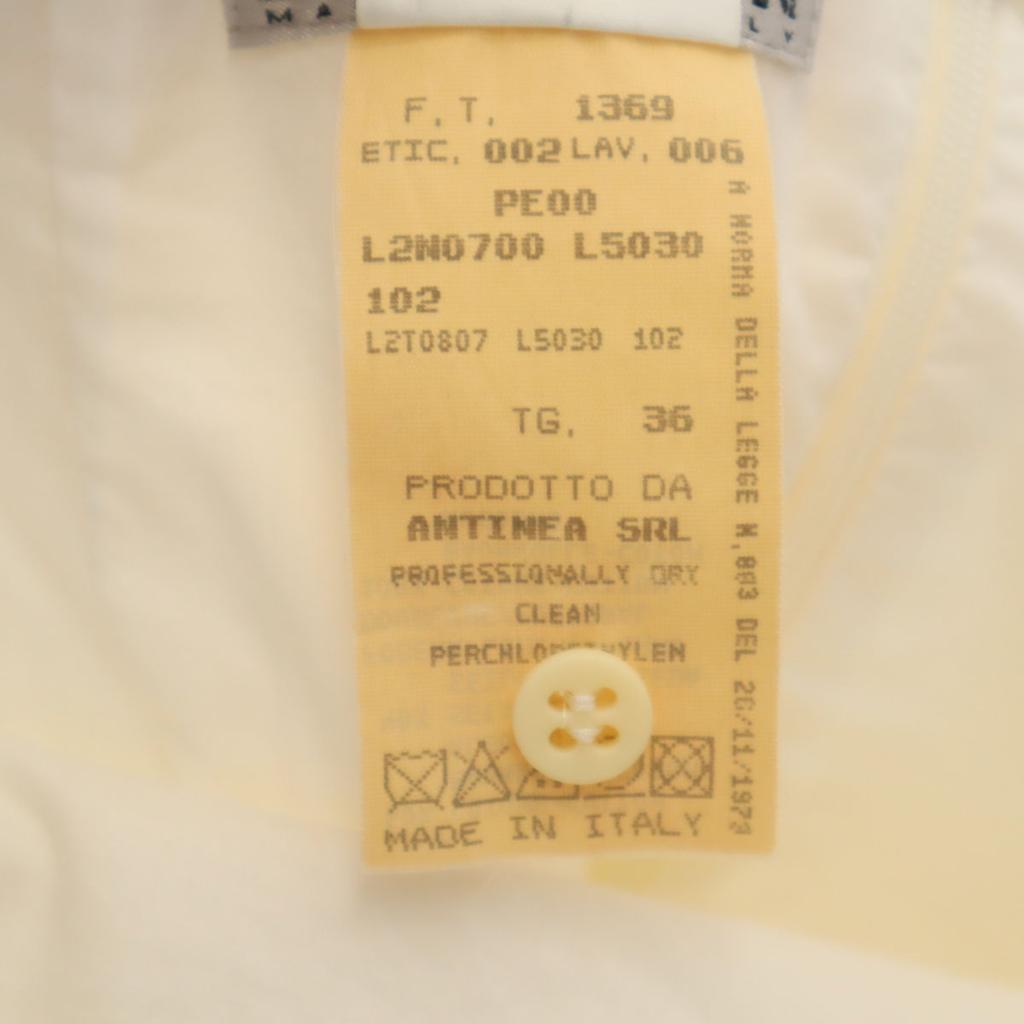 M A
L Y
F. T. 1369
ETIC. 002 LAV. 006
PE00
L2N0700 L5030
102
L2T0807 L5030 102
TG. 36
PRODOTTO DA
ANTINEA SRL
PROFESSIONALLY DRY
CLEAN
MADE IN ITALY
A NORMA DELLA LEGGE N.883 DEL 26/11/1973